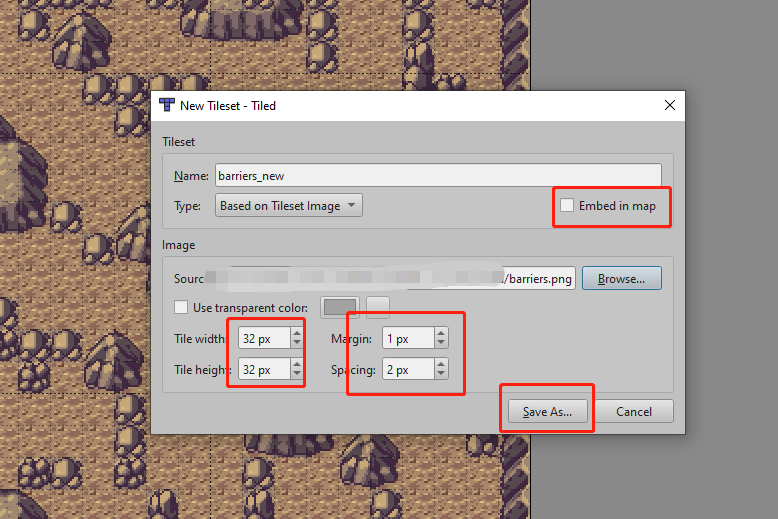 New Tileset - Tiled
Tileset
Name: barriers_new
Type: Based on Tileset Image Embed in map
Image
/barriers.png Browse...
Use transparent color:
Tile width: 32 px Margin: 1 px
Tile height: 32 px Spacing: 2 px
Save As... Cancel